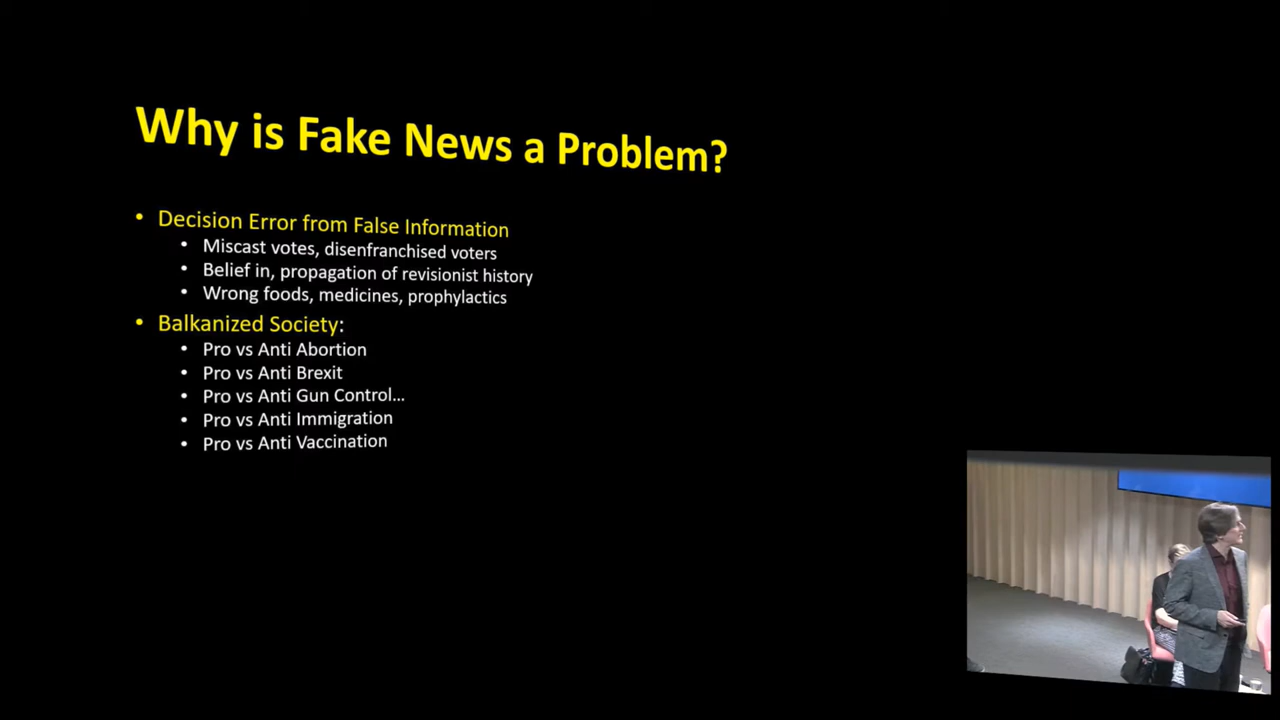 Why is Fake News a Problem?
• Decision Error from False Information
• Miscast votes, disenfranchised voters
• Belief in, propagation of revisionist history
• Wrong foods, medicines, prophylactics
• Balkanized Society:
• Pro vs Anti Abortion
• Pro vs Anti Brexit
• Pro vs Anti Gun Control...
• Pro vs Anti Immigration
• Pro vs Anti Vaccination